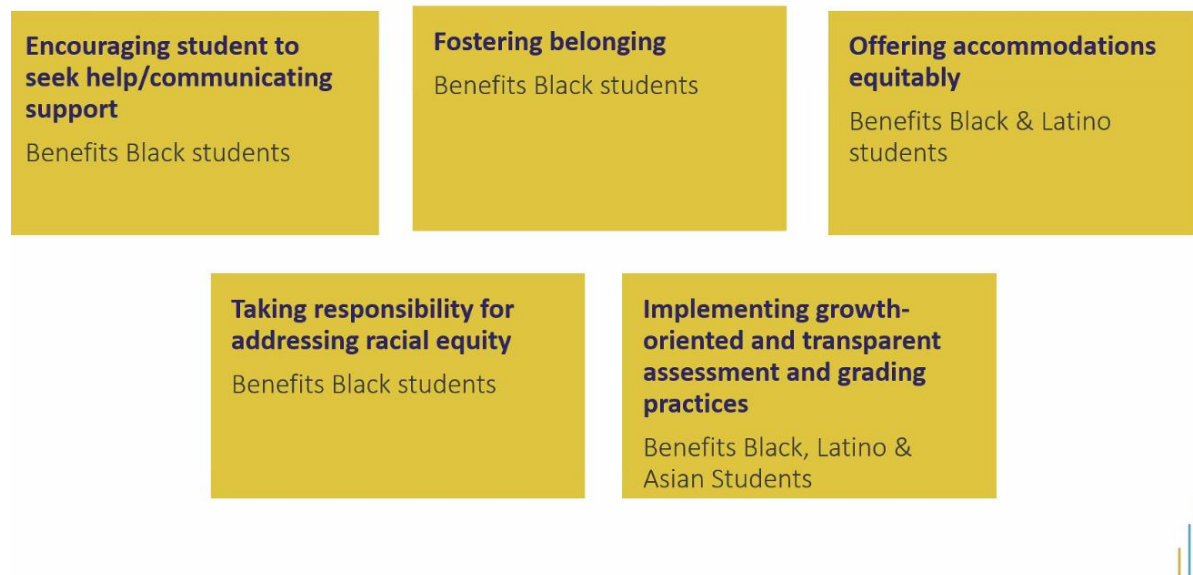 Encouraging student to
seek help/communicating
support
Benefits Black students
Fostering belonging
Benefits Black students
Offering accommodations
equitably
Benefits Black & Latino
students
Taking responsibility for
addressing racial equity
Benefits Black students
Implementing growth-
oriented and transparent
assessment and grading
practices
Benefits Black, Latino &
Asian Students